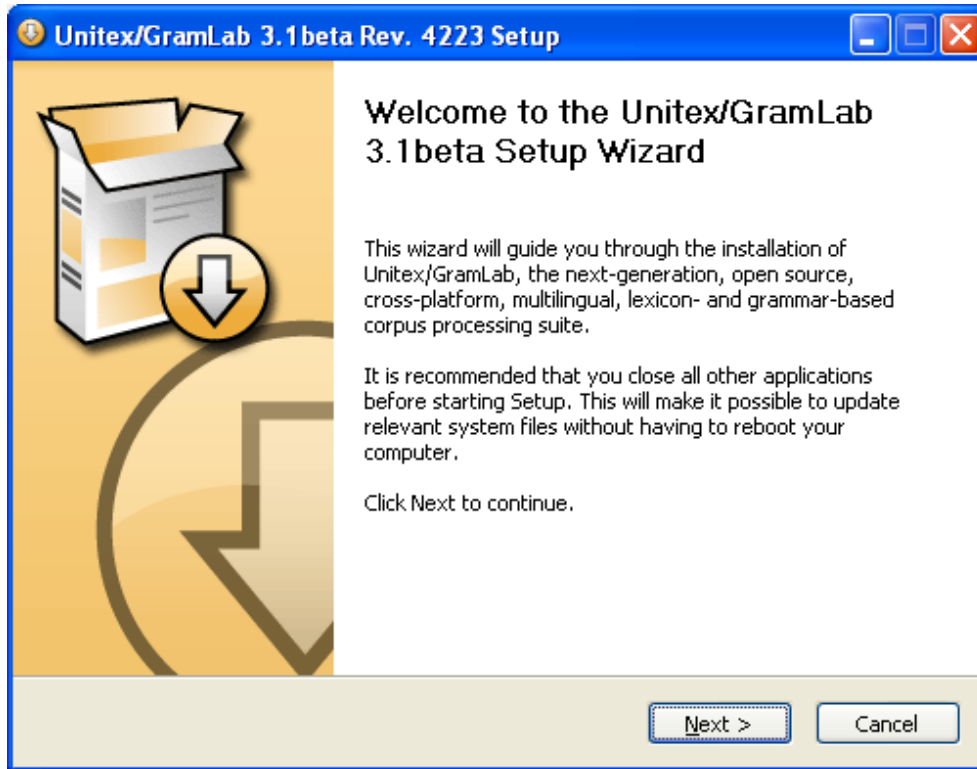 Unitex/GramLab 3.1beta Rev. 4223 Setup
Welcome to the Unitex/GramLab
3.1beta Setup Wizard
This wizard will guide you through the installation of
Unitex/GramLab, the next-generation, open source,
cross-platform, multilingual, lexicon- and grammar-based
corpus processing suite.
It is recommended that you close all other applications
before starting Setup. This will make it possible to update
relevant system files without having to reboot your
computer.
Click Next to continue.
Next >
Cancel